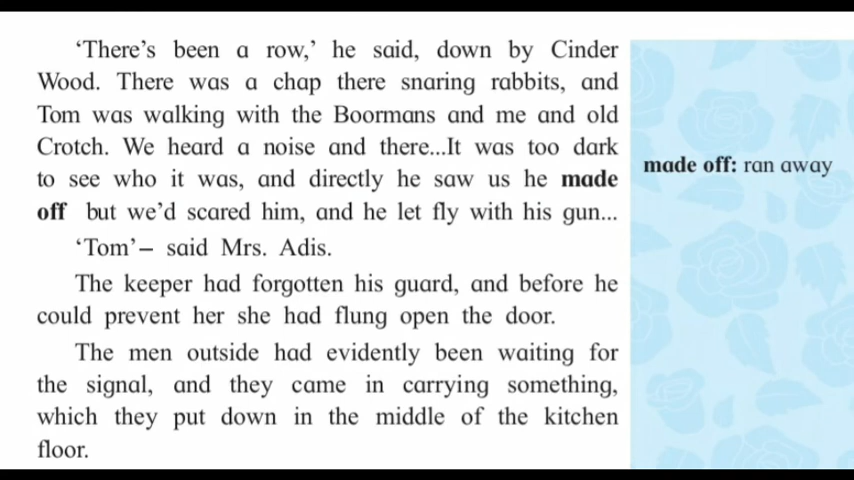 ‘There’s been a row,’ he said, down by Cinder
Wood. There was a chap there snaring rabbits, and
Tom was walking with the Boormans and me and old
Crotch. We heard a noise and there...It was too dark
to see who it was, and directly he saw us he made
off but we’d scared him, and he let fly with his gun...
‘Tom’– said Mrs. Adis.
The keeper had forgotten his guard, and before he
could prevent her she had flung open the door.
The men outside had evidently been waiting for
the signal, and they came in carrying something,
which they put down in the middle of the kitchen
floor.
made off: ran away